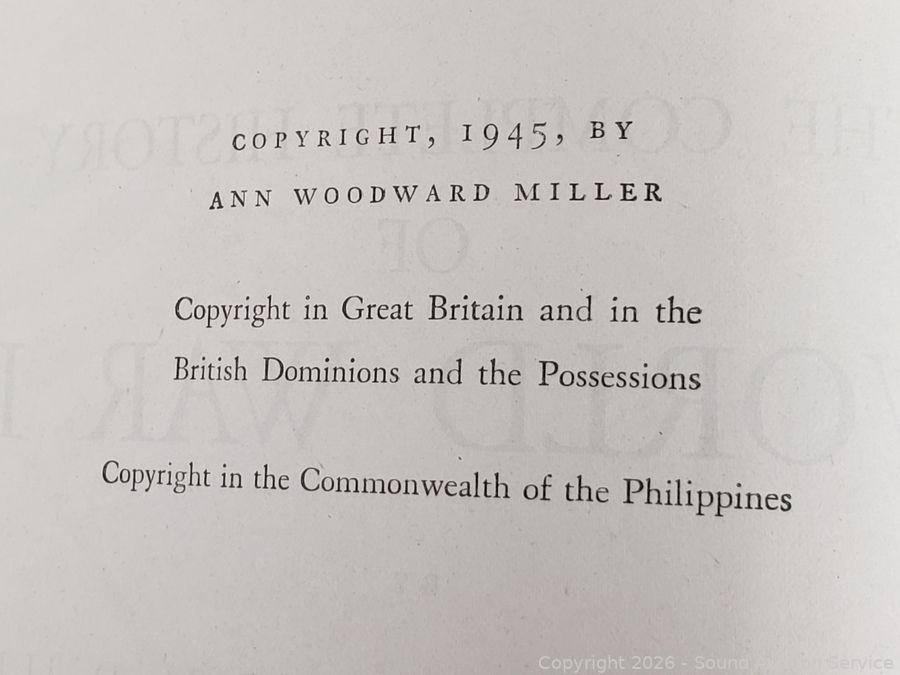 COPYRIGHT, 1945, BY
ANN WOODWARD MILLER
Copyright in Great Britain and in the
British Dominions and the Possessions
Copyright in the Commonwealth of the Philippines
Copyright 2026 - Sound Auction Service